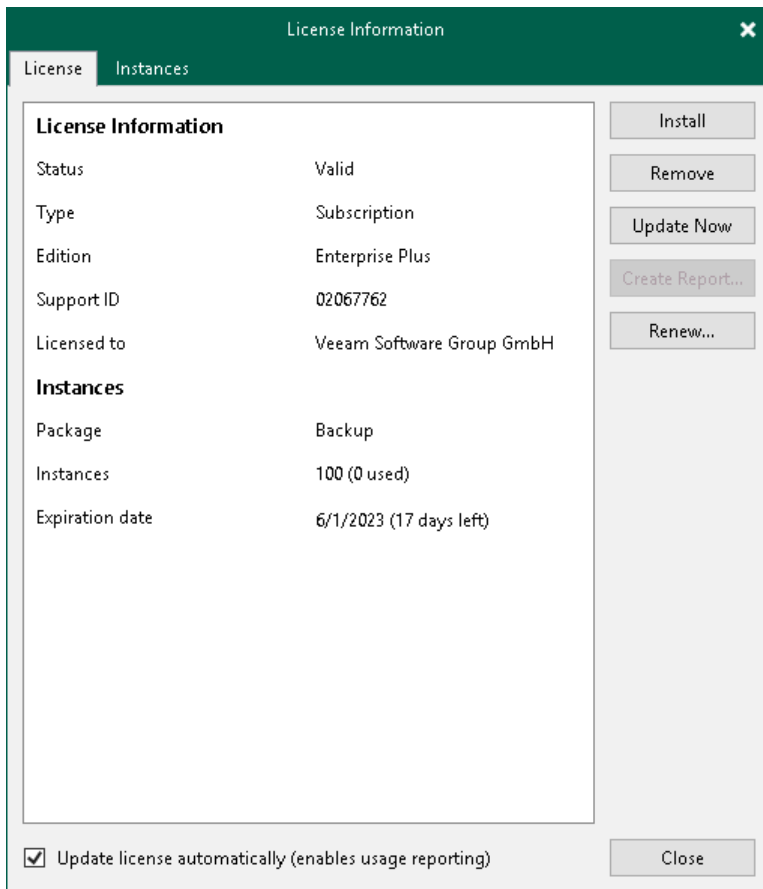 License Information
License Instances
License Information
Install
Status Valid
Remove
Type Subscription
Update Now
Edition Enterprise Plus
Create Report...
Support ID 02067762
Renew...
Licensed to Veeam Software Group GmbH
Instances
Package Backup
Instances 100 (0 used)
Expiration date 6/1/2023 (17 days left)
Update license automatically (enables usage reporting)
Close